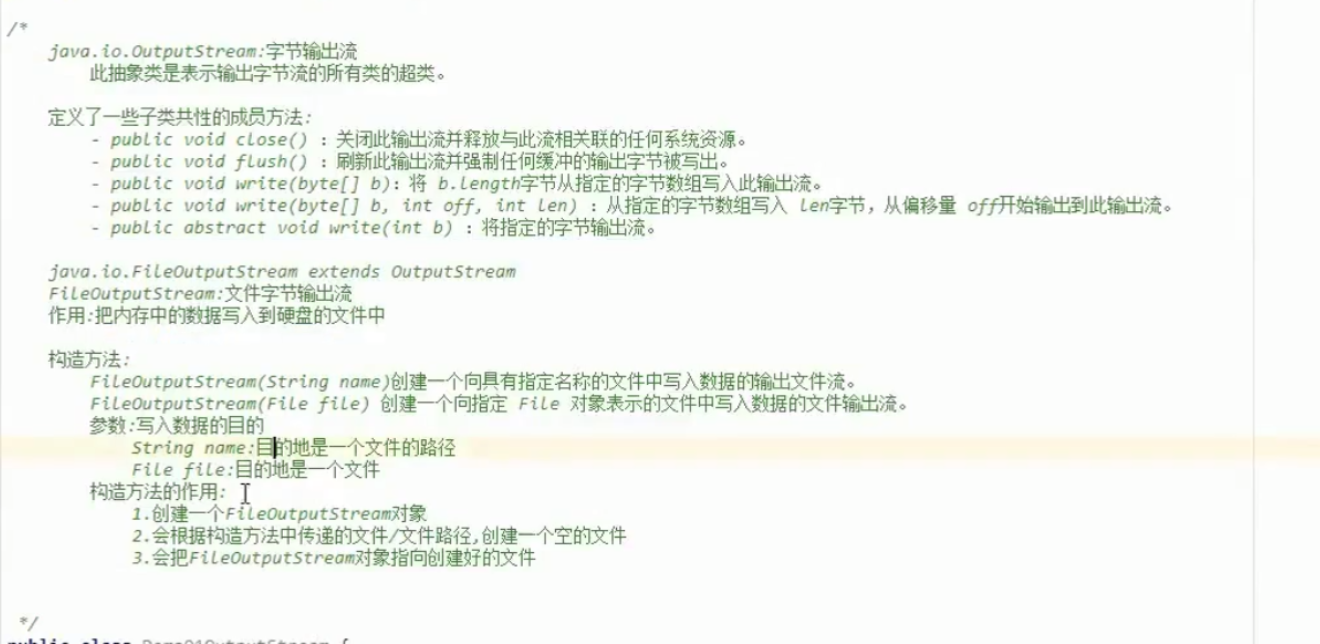 /*
java.io.OutputStream:字节输出流
此抽象类是表示输出字节流的所有类的超类。
定义了一些子类共性的成员方法:
- public void close() : 关闭此输出流并释放与此流相关联的任何系统资源。
- public void flush() : 刷新此输出流并强制任何缓冲的输出字节被写出。
- public void write(byte[] b): 将 b.length字节从指定的字节数组写入此输出流。
- public void write(byte[] b, int off, int len) : 从指定的字节数组写入 len字节, 从偏移量 off开始输出到此输出流。
- public abstract void write(int b) : 将指定的字节输出流。
java.io.FileOutputStream extends OutputStream
FileOutputStream:文件字节输出流
作用:把内存中的数据写入到硬盘的文件中
构造方法:
FileOutputStream(String name)创建一个向具有指定名称的文件中写入数据的输出文件流。
FileOutputStream(File file) 创建一个向指定 File 对象表示的文件中写入数据的文件输出流。
参数:写入数据的目的
String name:目的地是一个文件的路径
File file:目的地是一个文件
构造方法的作用:
1.创建一个FileOutputStream对象
2.会根据构造方法中传递的文件/文件路径,创建一个空的文件
3.会把FileOutputStream对象指向创建好的文件
*/
public class Demo01OutputStream {